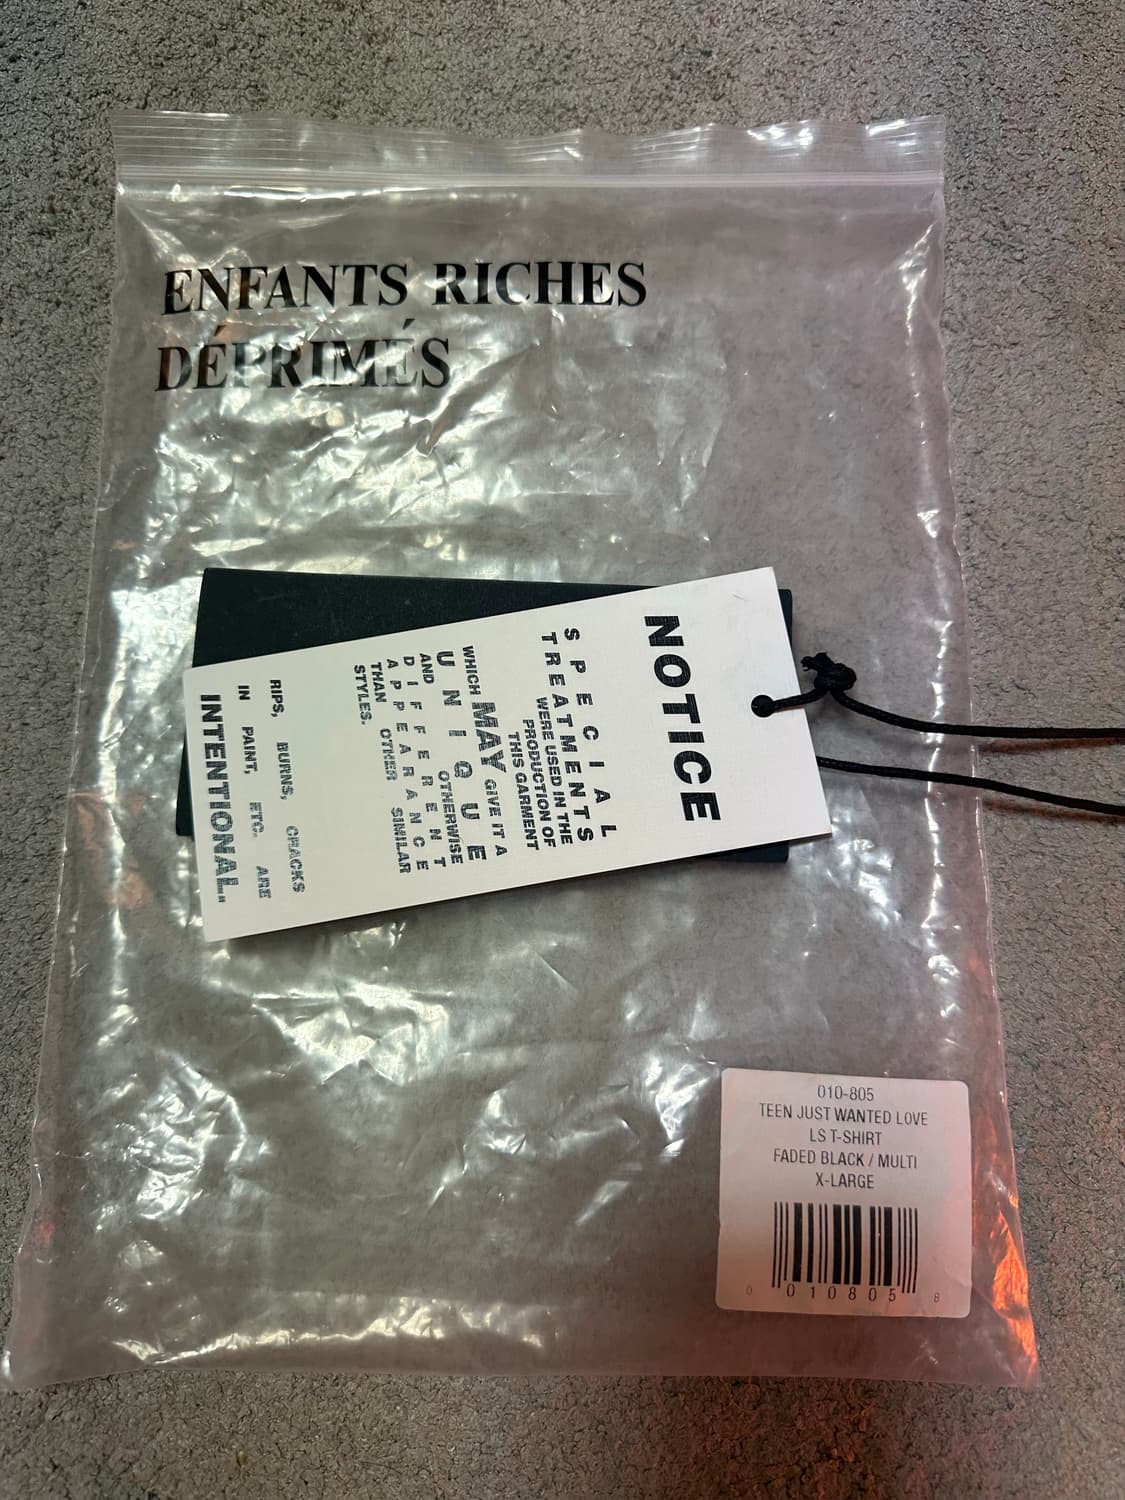 ENFANTS RICHES
DÉPRIMÉS
NOTICE
SPECIAL
TREATMENTS
WERE USED IN THE
PRODUCTION OF
THIS GARMENT
WHICH MAY GIVE IT A
UNIQUE
AND OTHERWISE
DIFFERENT
APPEARANCE
THAN OTHER SIMILAR
STYLES.
RIPS, BURNS, CRACKS
IN PAINT, ETC. ARE
INTENTIONAL.
010-805
TEEN JUST WANTED LOVE
LS T-SHIRT
FADED BLACK / MULTI
X-LARGE
0 010805 8